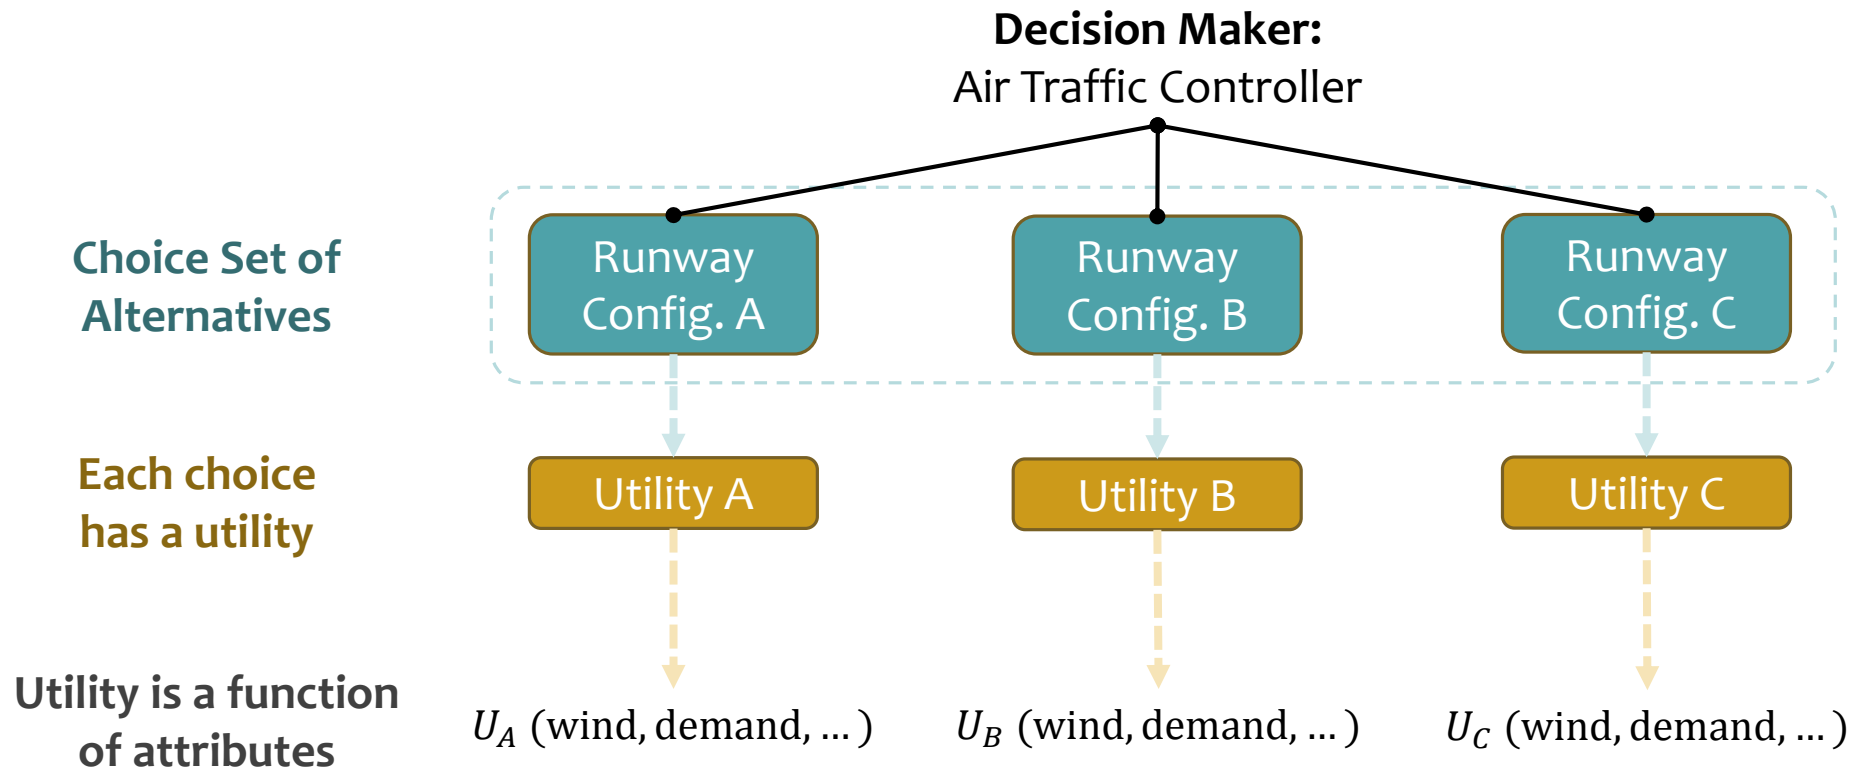 Decision Maker:
Air Traffic Controller
Choice Set of
Alternatives
Runway
Config. A
Runway
Config. B
Runway
Config. C
Each choice
has a utility
Utility A
Utility B
Utility C
Utility is a function
of attributes
U_A (wind, demand, … )
U_B (wind, demand, … )
U_C (wind, demand, … )